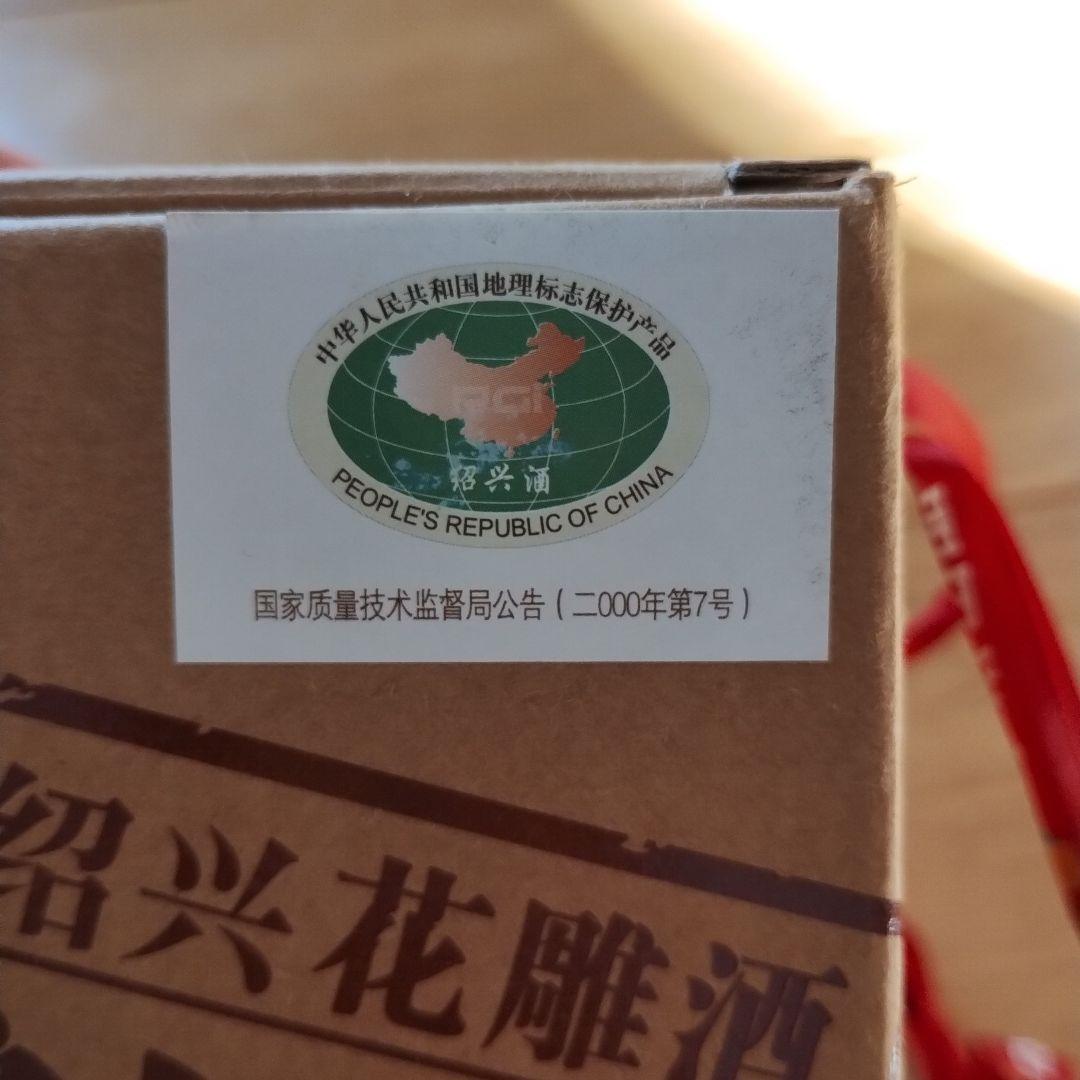 中华人民共和国地理标志保护产品
PGI
绍兴酒
PEOPLE'S REPUBLIC OF CHINA
国家质量技术监督局公告（二000年第7号）
绍兴花雕酒